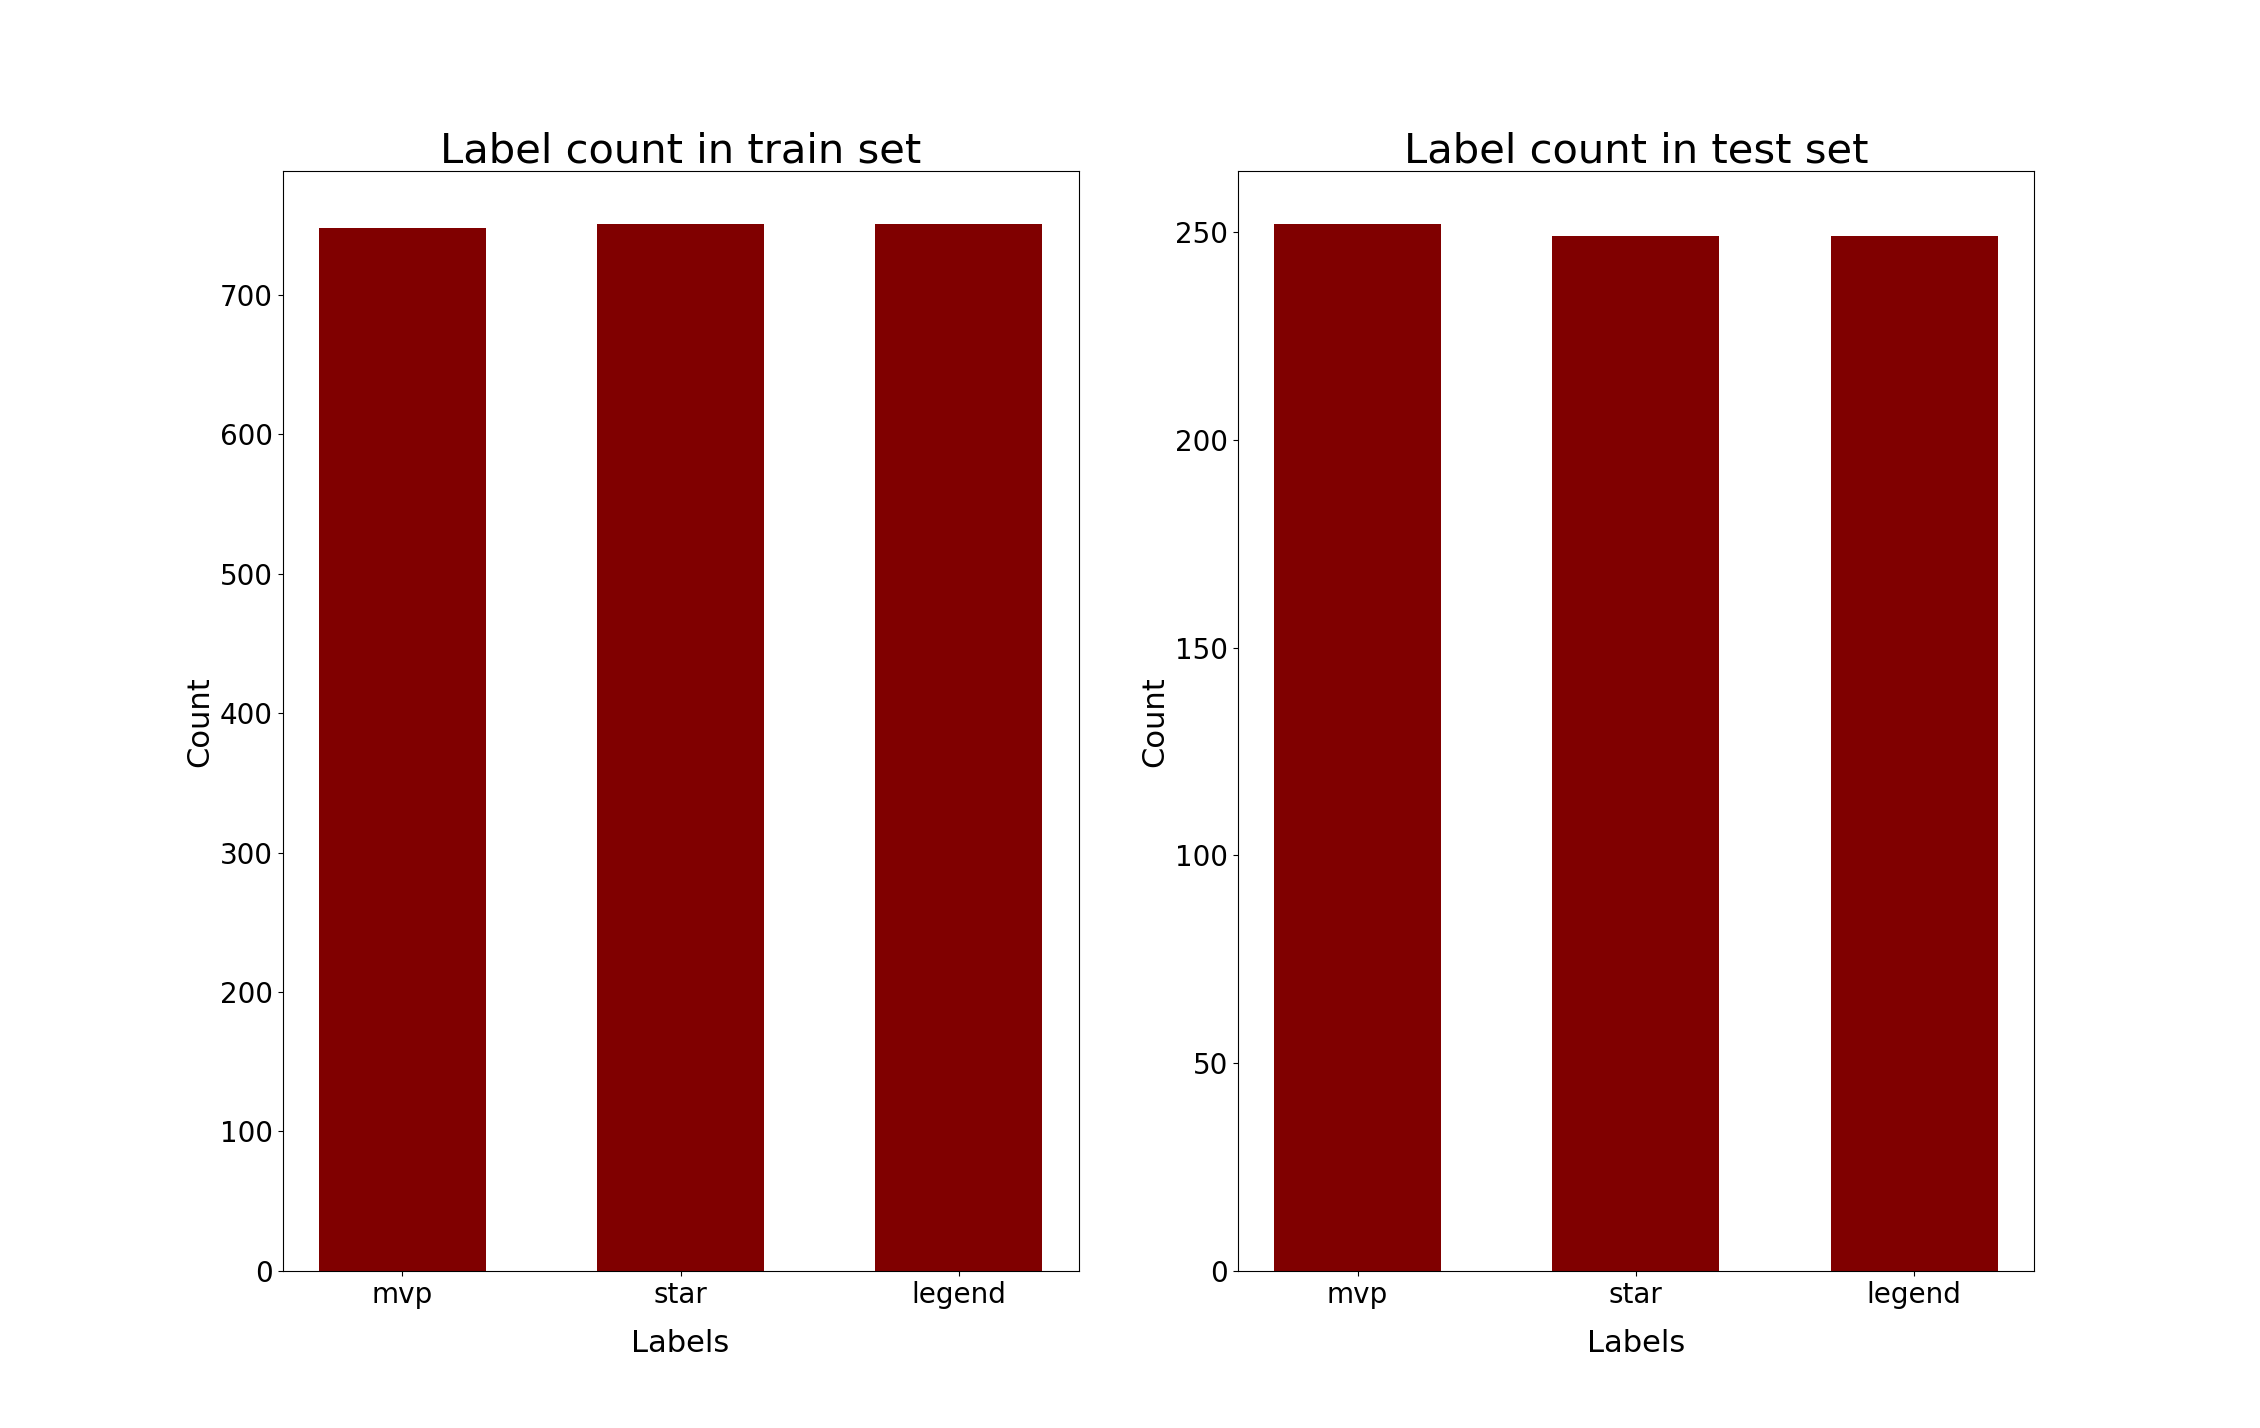 Label count in train set
700
600
500
400
300
200
100
0
Count
mvp star legend
Labels
Label count in test set
250
200
150
100
50
0
Count
mvp star legend
Labels